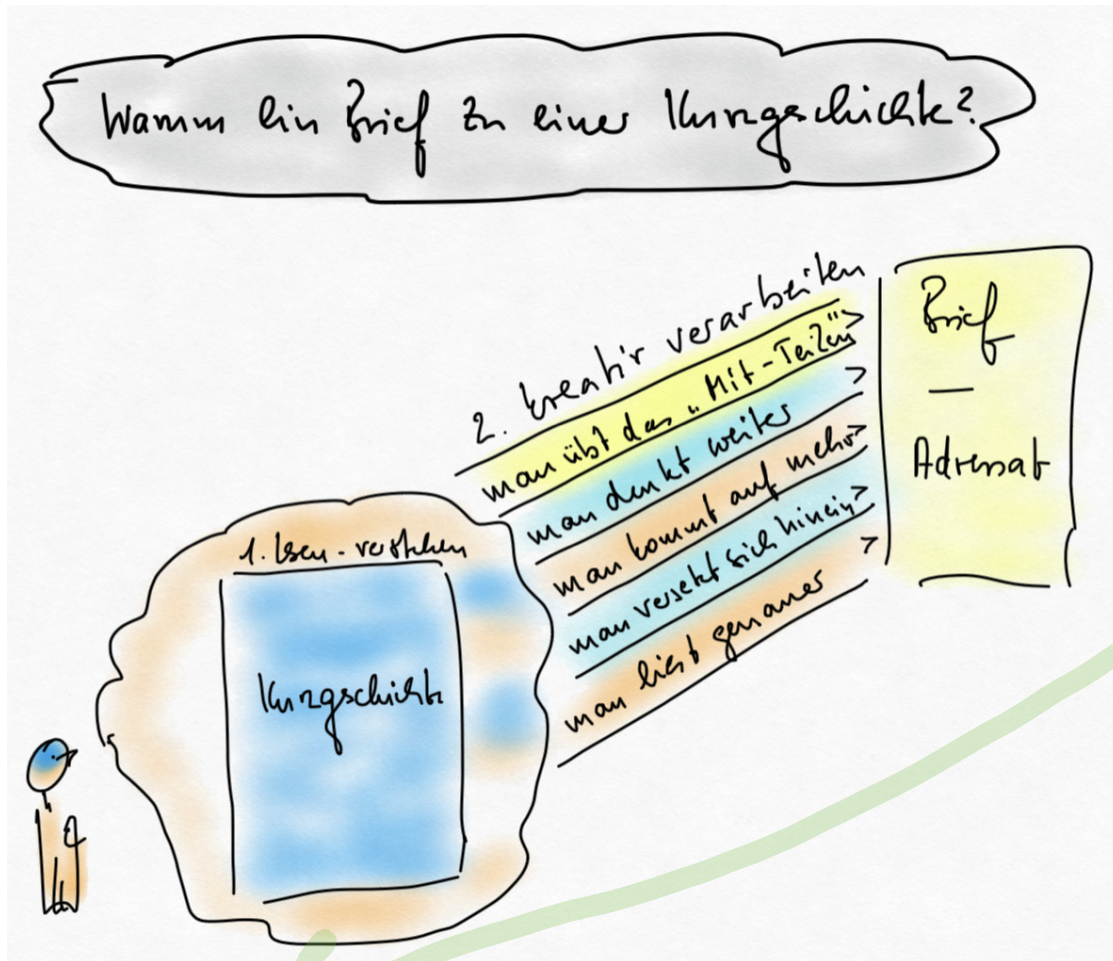 Warum ein Brief zu einer Kurzgeschichte?
2. kreativ verarbeiten
man übt das "Mit-Teilen"
man denkt weiter
man kommt auf mehr
man versetzt sich hinein
man liest genauer
Brief
—
Adressat
1. lesen - verstehen
Kurzgeschichte